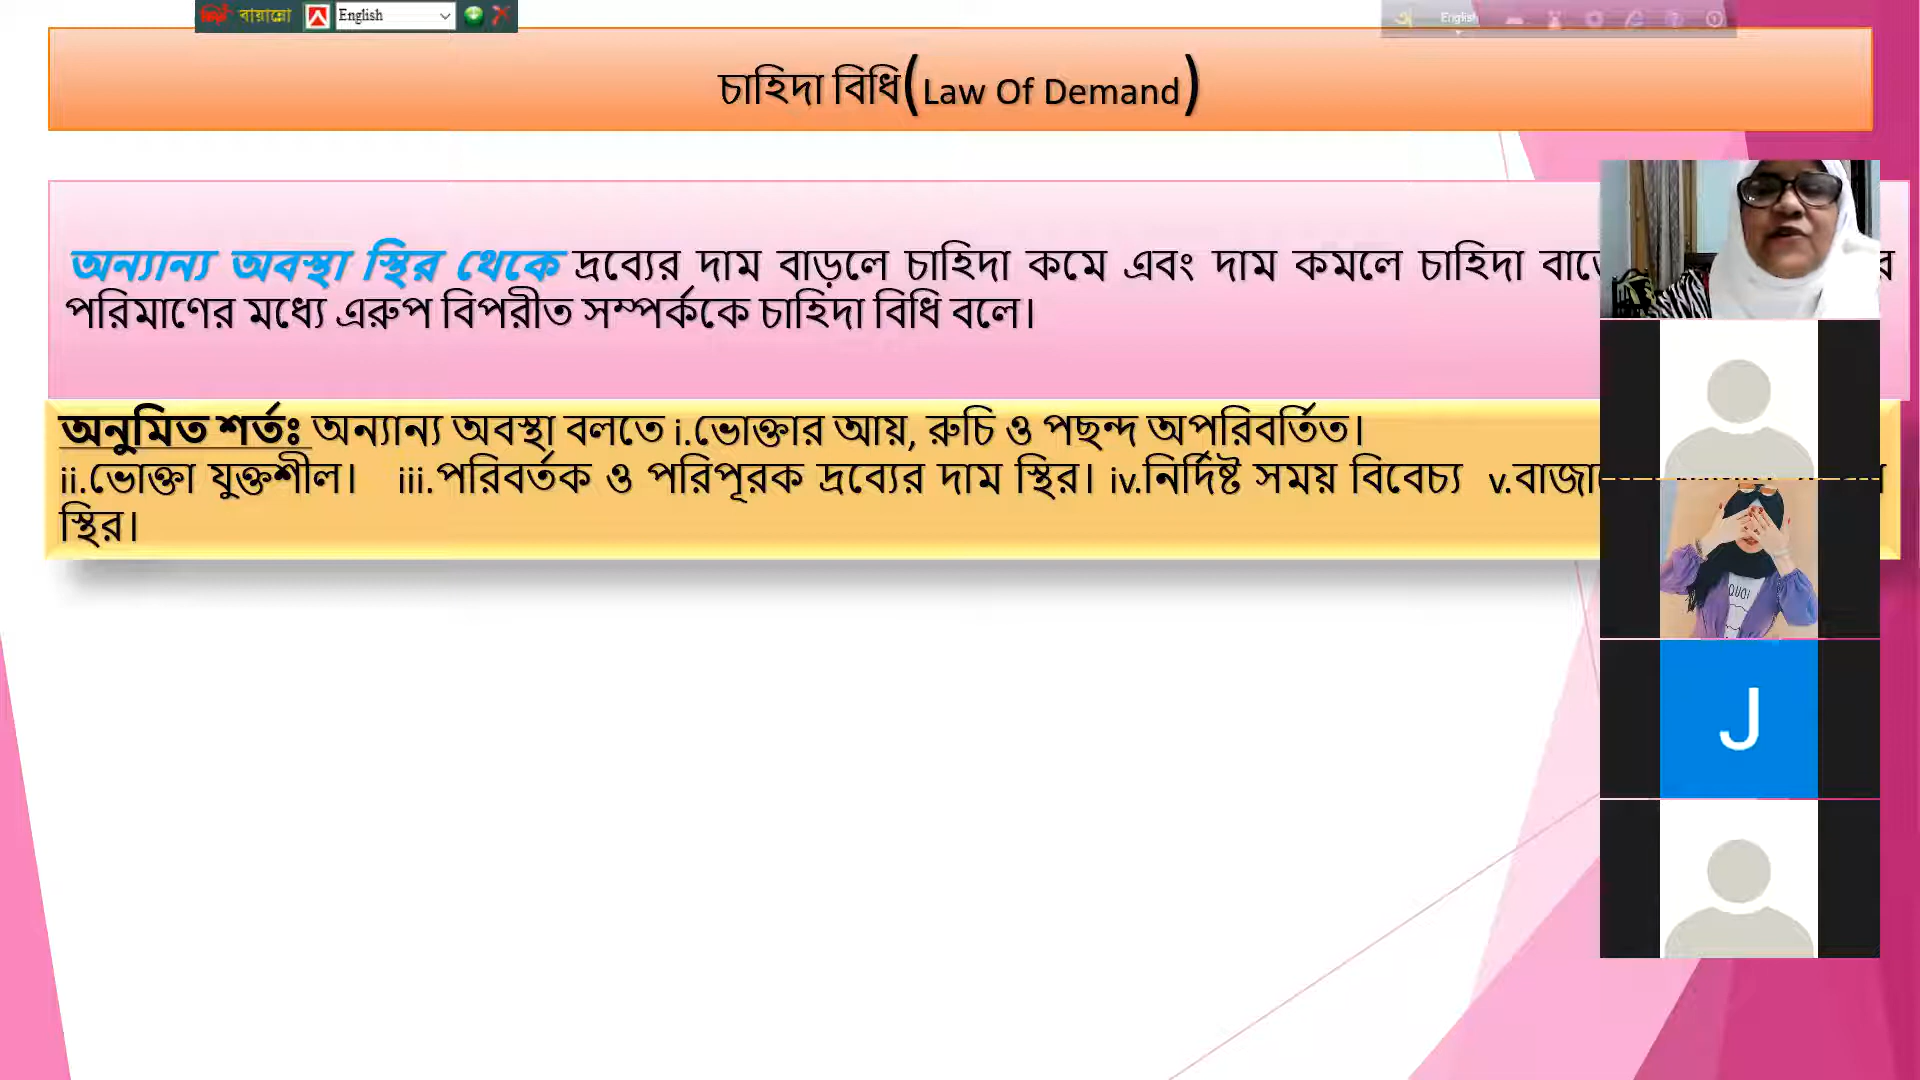 বায়ান্নো English
English
চাহিদা বিধি(Law Of Demand)
অন্যান্য অবস্থা স্থির থেকে দ্রব্যের দাম বাড়লে চাহিদা কমে এবং দাম কমলে চাহিদা
পরিমাণের মধ্যে এরুপ বিপরীত সম্পর্ককে চাহিদা বিধি বলে।
অনুমিত শর্তঃ অন্যান্য অবস্থা বলতে i.ভোক্তার আয়, রুচি ও পছন্দ অপরিবর্তিত।
ii.ভোক্তা যুক্তশীল। iii.পরিবর্তক ও পরিপূরক দ্রব্যের দাম স্থির। iv.নির্দিষ্ট সময় বিবেচ্য v.
স্থির।
QUOI
J